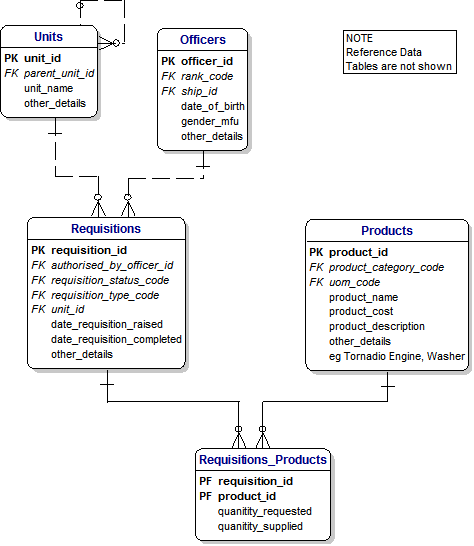 Units
PK unit_id
FK parent_unit_id
unit_name
other_details
Officers
PK officer_id
FK rank_code
FK ship_id
date_of_birth
gender_mfu
other_details
NOTE
Reference Data
Tables are not shown
Requisitions
PK requisition_id
FK authorised_by_officer_id
FK requisition_status_code
FK requisition_type_code
FK unit_id
date_requisition_raised
date_requisition_completed
other_details
Products
PK product_id
FK product_category_code
FK uom_code
product_name
product_cost
product_description
other_details
eg Tornadio Engine, Washer
Requisitions_Products
PF requisition_id
PF product_id
quanitity_requested
quanitity_supplied